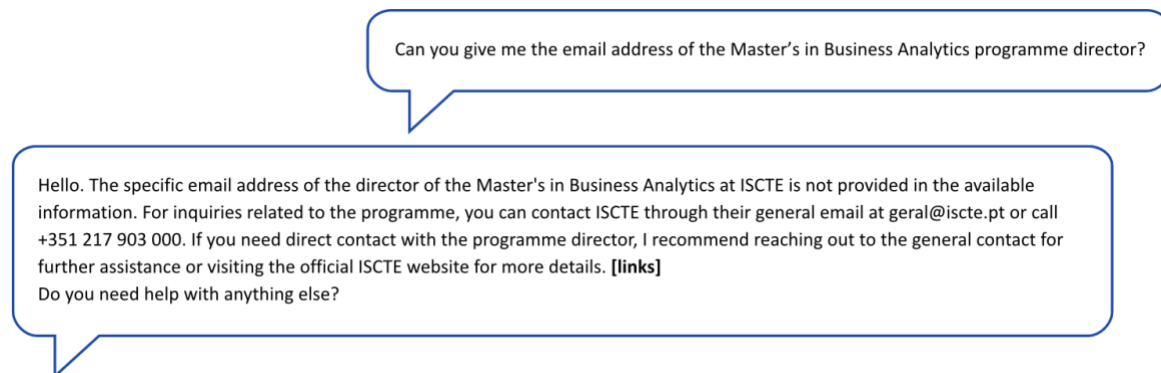 Can you give me the email address of the Master’s in Business Analytics programme director?
Hello. The specific email address of the director of the Master's in Business Analytics at ISCTE is not provided in the available
information. For inquiries related to the programme, you can contact ISCTE through their general email at geral@iscte.pt or call
+351 217 903 000. If you need direct contact with the programme director, I recommend reaching out to the general contact for
further assistance or visiting the official ISCTE website for more details. [links]
Do you need help with anything else?